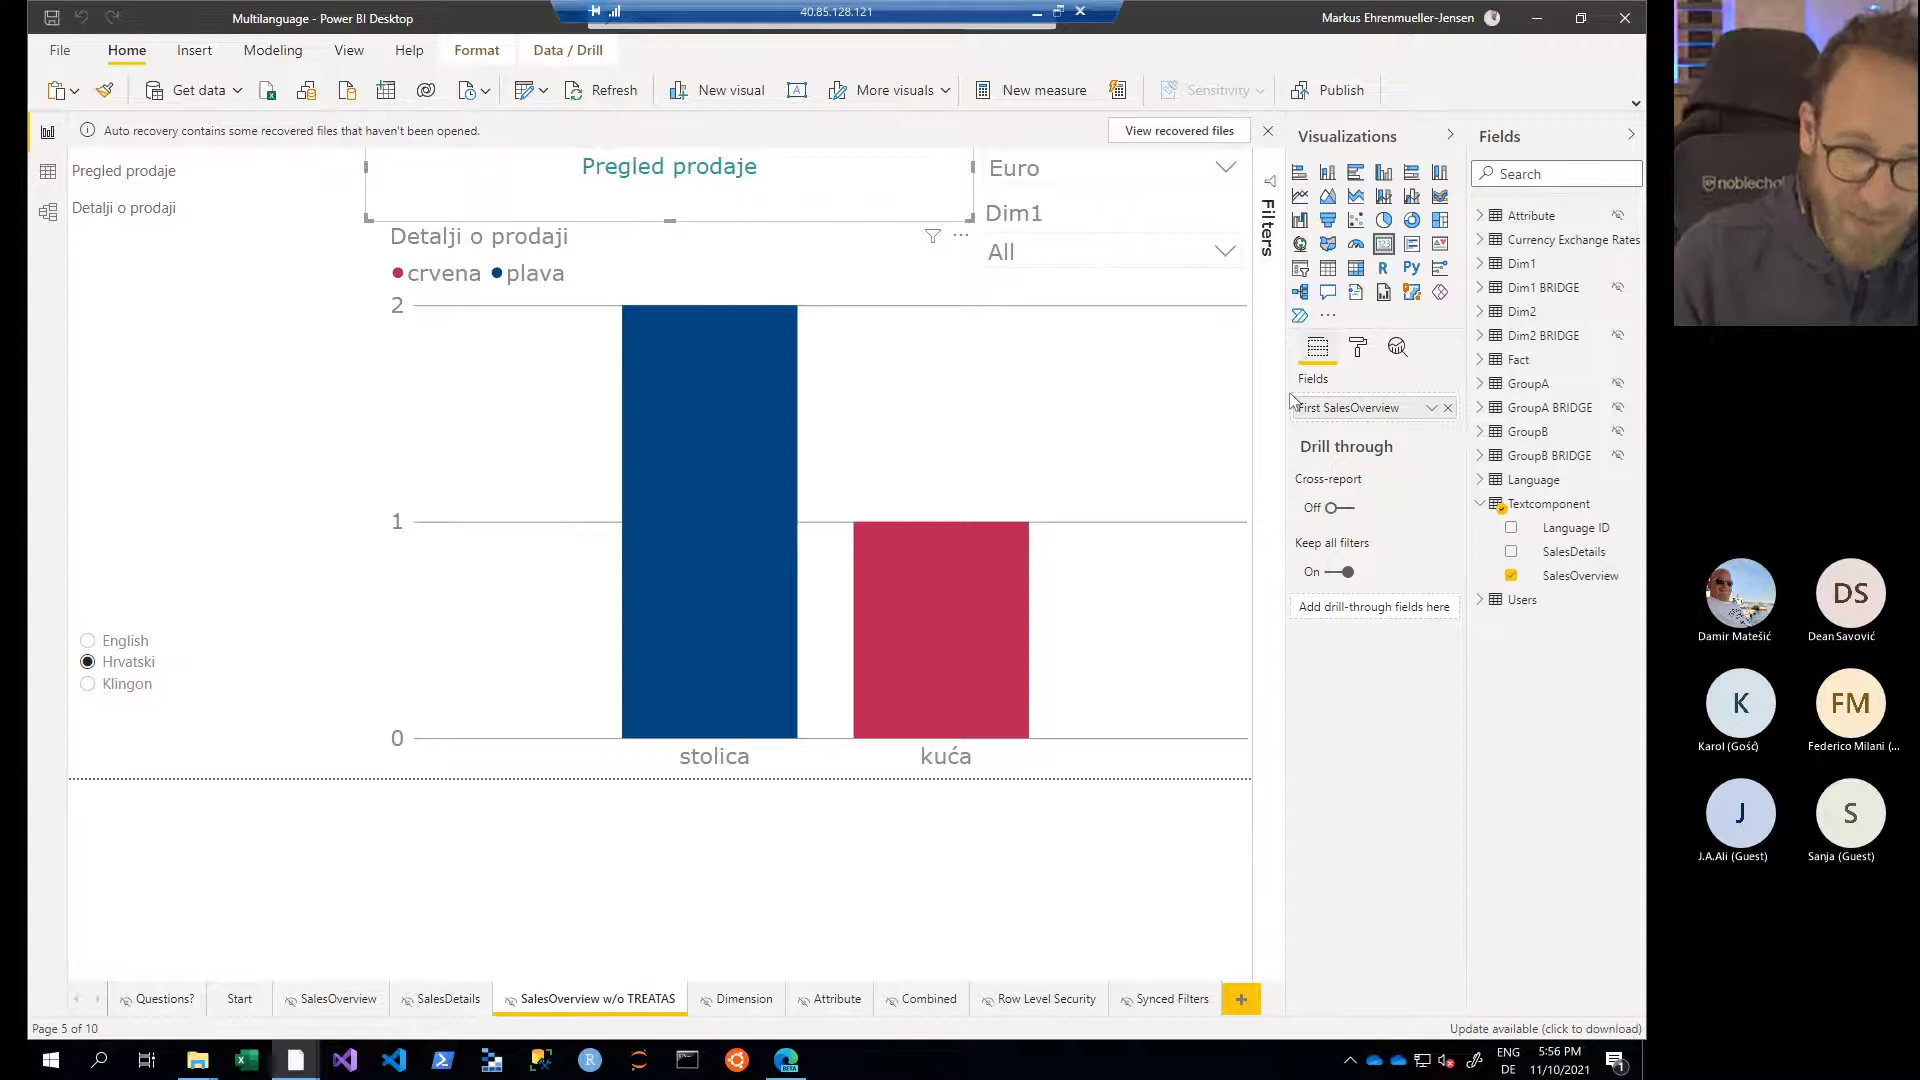 Multilanguage - Power BI Desktop
40.85.128.121
Markus Ehrenmueller-Jensen
File Home Insert Modeling View Help Format Data / Drill
Get data Refresh New visual More visuals New measure Sensitivity Publish
Auto recovery contains some recovered files that haven't been opened.
View recovered files
Pregled prodaje
Detalji o prodaji
Pregled prodaje
Euro
Dim1
All
Detalji o prodaji
crvena plava
2
1
0
stolica kuća
English
Hrvatski
Klingon
Filters
Visualizations
R Py
Fields
First SalesOverview
Drill through
Cross-report
Off
Keep all filters
On
Add drill-through fields here
Fields
Search
Attribute
Currency Exchange Rates
Dim1
Dim1 BRIDGE
Dim2
Dim2 BRIDGE
Fact
GroupA
GroupA BRIDGE
GroupB
GroupB BRIDGE
Language
Textcomponent
Language ID
SalesDetails
SalesOverview
Users
Questions? Start SalesOverview SalesDetails SalesOverview w/o TREATAS Dimension Attribute Combined Row Level Security Synced Filters +
Page 5 of 10
Update available (click to download)
ENG
DE
5:56 PM
11/10/2021
1
noblecha
DS
Damir Matešić
Dean Savović
K
FM
Karol (Gość)
Federico Milani (...
J
S
J.A.Ali (Guest)
Sanja (Guest)